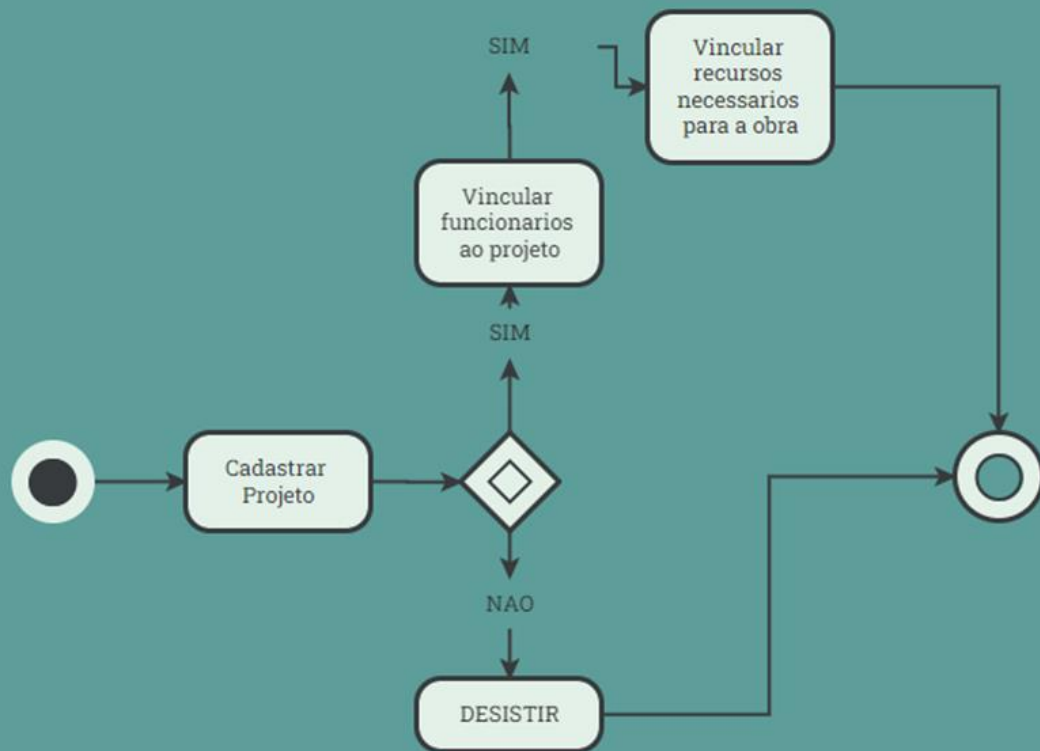 SIM
Vincular
recursos
necessarios
para a obra
Vincular
funcionarios
ao projeto
SIM
Cadastrar
Projeto
NAO
DESISTIR